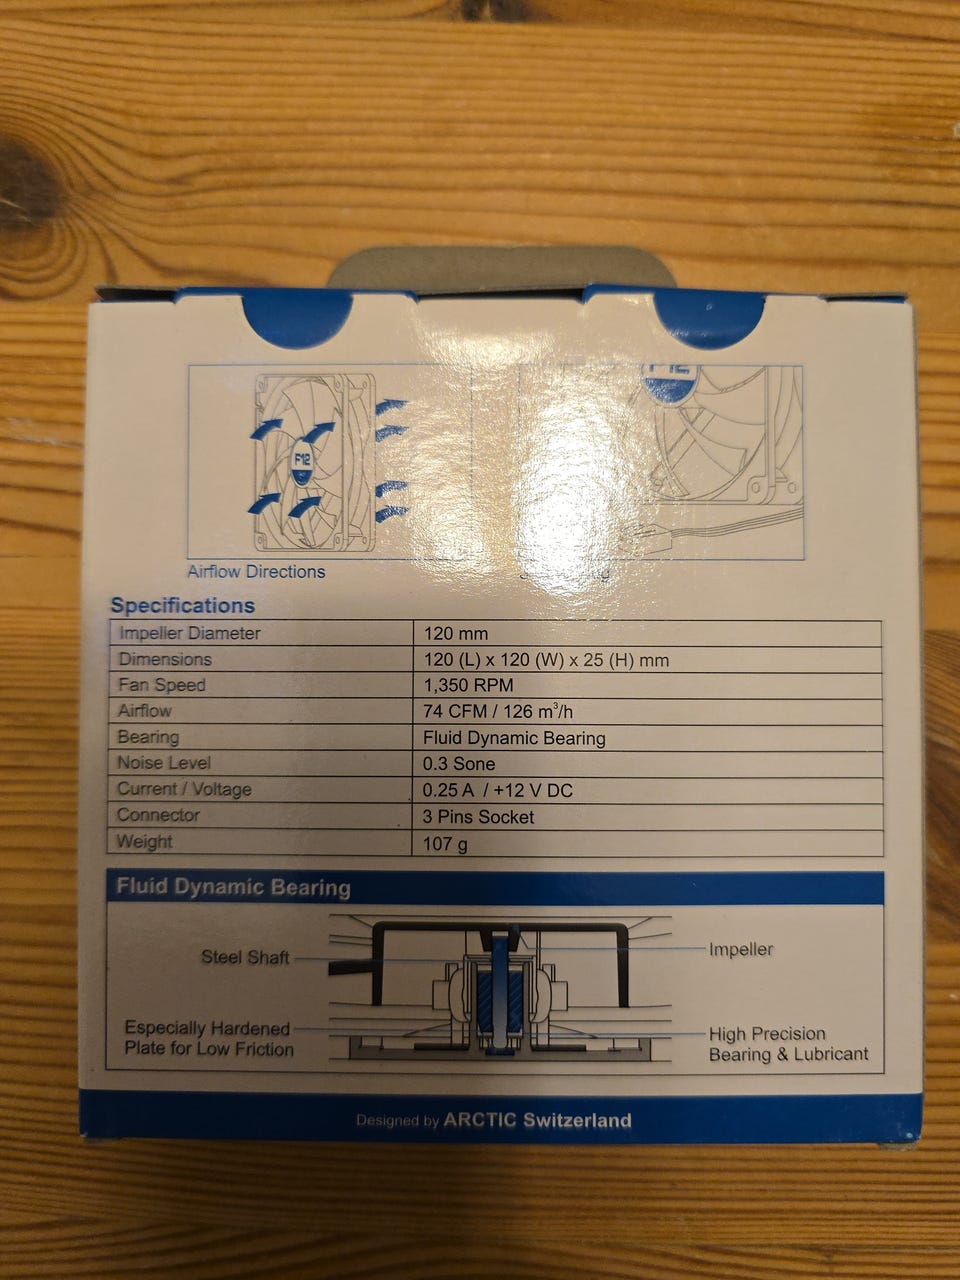 F12
F12
Airflow Directions
Specifications
Impeller Diameter 120 mm
Dimensions 120 (L) x 120 (W) x 25 (H) mm
Fan Speed 1,350 RPM
Airflow 74 CFM / 126 m³/h
Bearing Fluid Dynamic Bearing
Noise Level 0.3 Sone
Current / Voltage 0.25 A / +12 V DC
Connector 3 Pins Socket
Weight 107 g
Fluid Dynamic Bearing
Steel Shaft
Impeller
Especially Hardened
Plate for Low Friction
High Precision
Bearing & Lubricant
Designed by ARCTIC Switzerland